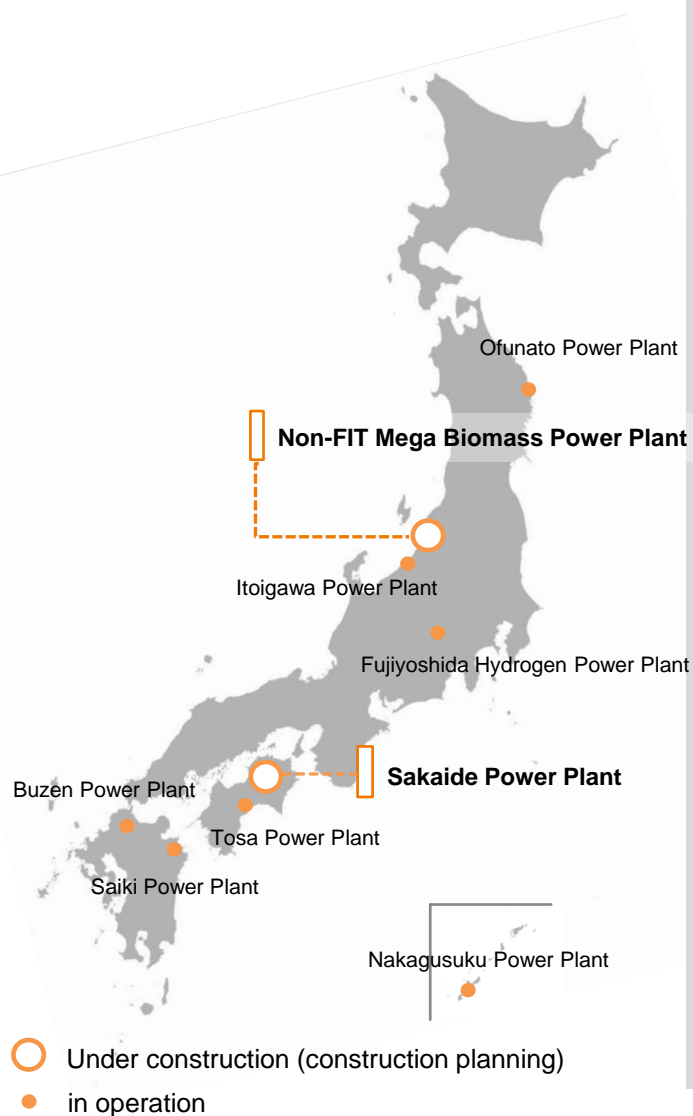 Ofunato Power Plant
Non-FIT Mega Biomass Power Plant
Itoigawa Power Plant
Fujiyoshida Hydrogen Power Plant
Sakaide Power Plant
Buzen Power Plant
Tosa Power Plant
Saiki Power Plant
Nakagusuku Power Plant
Under construction (construction planning)
in operation